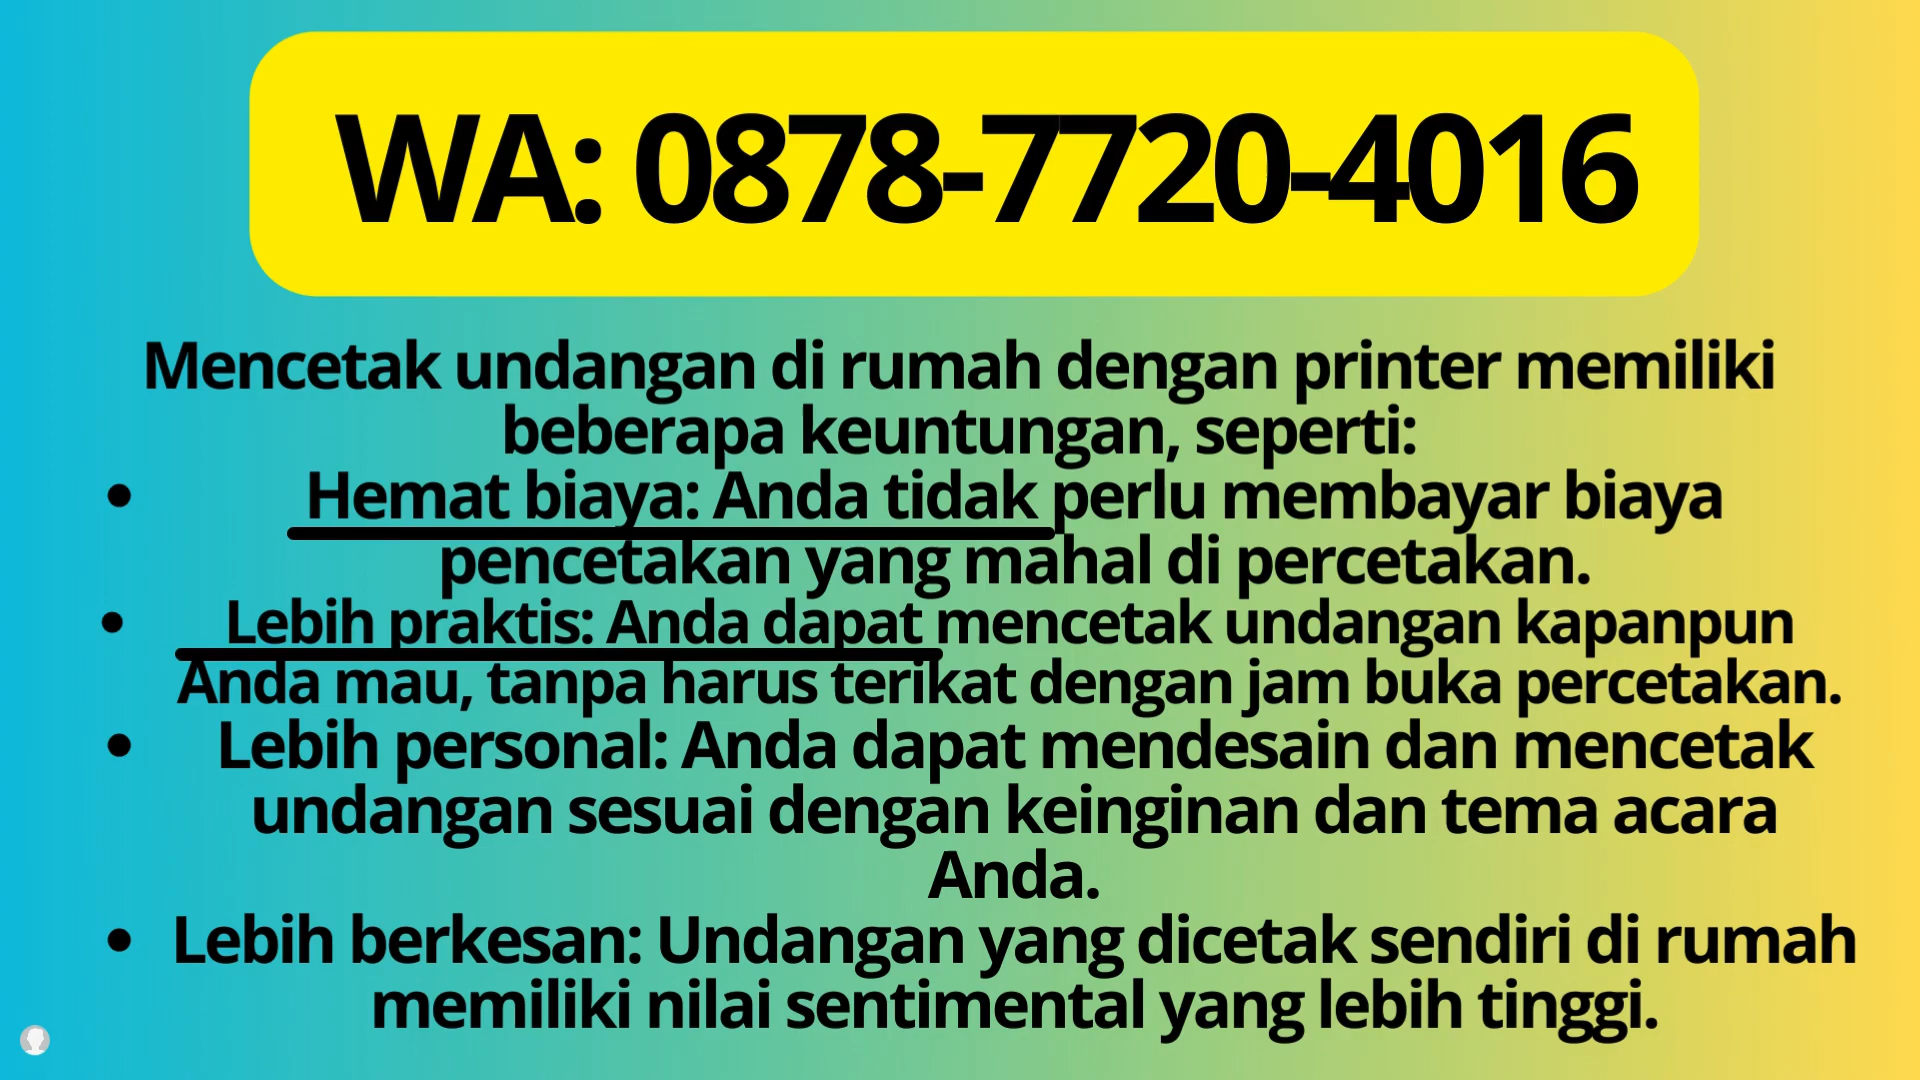 WA: 0878-7720-4016
Mencetak undangan di rumah dengan printer memiliki
beberapa keuntungan, seperti:
• Hemat biaya: Anda tidak perlu membayar biaya
pencetakan yang mahal di percetakan.
• Lebih praktis: Anda dapat mencetak undangan kapanpun
Anda mau, tanpa harus terikat dengan jam buka percetakan.
• Lebih personal: Anda dapat mendesain dan mencetak
undangan sesuai dengan keinginan dan tema acara
Anda.
• Lebih berkesan: Undangan yang dicetak sendiri di rumah
memiliki nilai sentimental yang lebih tinggi.